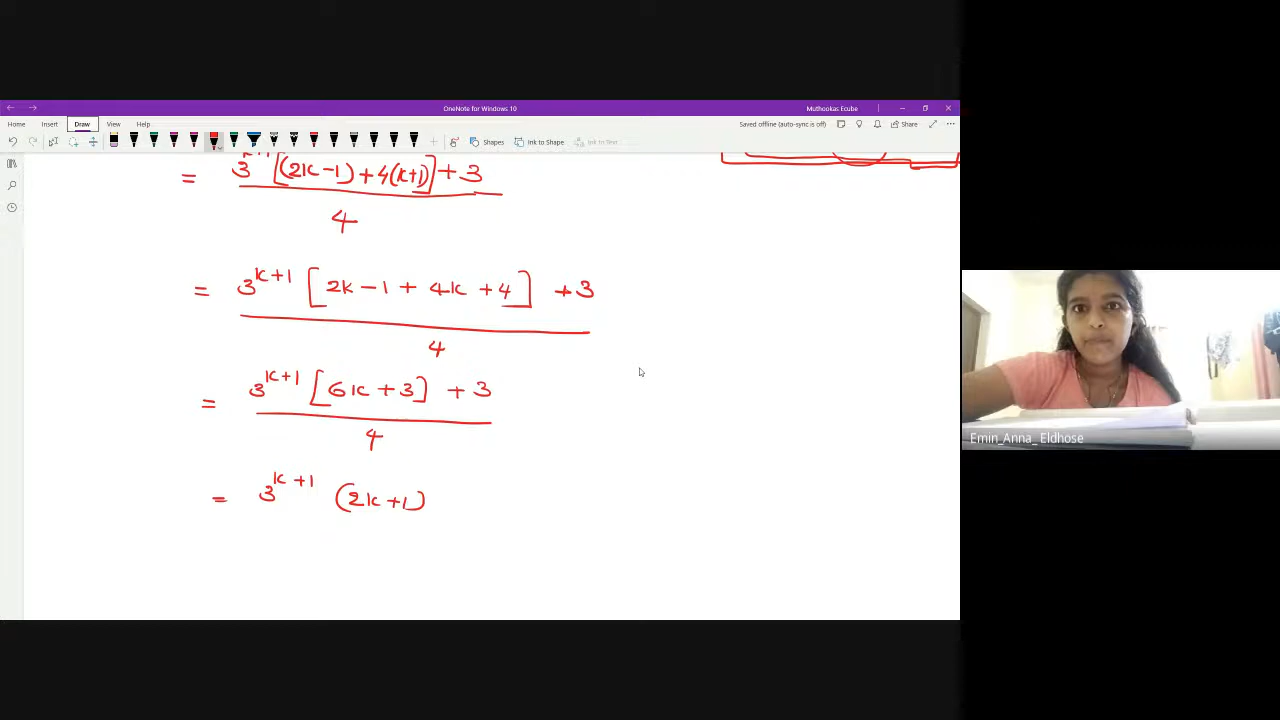 OneNote for Windows 10
Muthookas Ecube
Home Insert Draw View Help
Saved offline (auto-sync is off) Share
Shapes Ink to Shape Ink to Text
= 3^{k+1} [(2k-1) + 4(k+1)] + 3
4
= 3^{k+1} [2k - 1 + 4k + 4] + 3
4
= 3^{k+1} [6k + 3] + 3
4
= 3^{k+1} (2k+1)
Emin_Anna_Eldhose